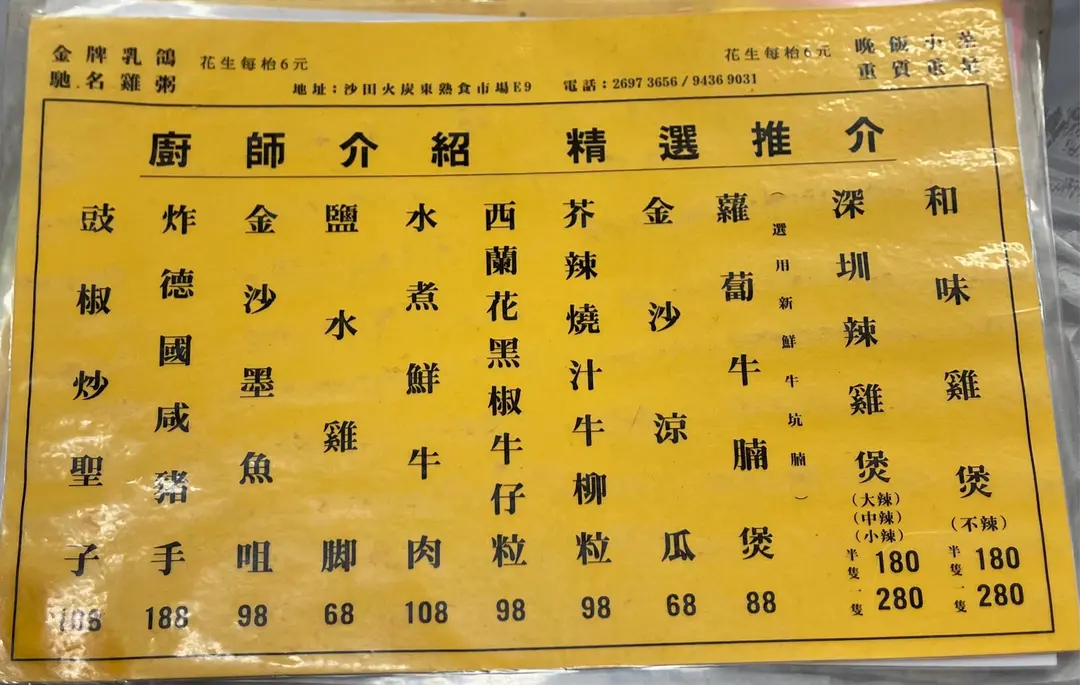 金牌乳鴿
馳名雞粥
花生每枱6元
地址：沙田火炭東熟食市場E9
電話：2697 3656 / 9436 9031
花生每枱6元
晚飯小菜
重質重量
廚師介紹 精選推介
和味雞煲
（不辣）
半隻 180
一隻 280
深圳辣雞煲
（大辣）
（中辣）
（小辣）
半隻 180
一隻 280
（選用新鮮牛坑腩）
蘿蔔牛腩煲
88
金沙涼瓜
68
芥辣燒汁牛柳粒
98
西蘭花黑椒牛仔粒
98
水煮鮮牛肉
108
鹽水雞脚
68
金沙墨魚咀
98
炸德國咸豬手
188
豉椒炒聖子